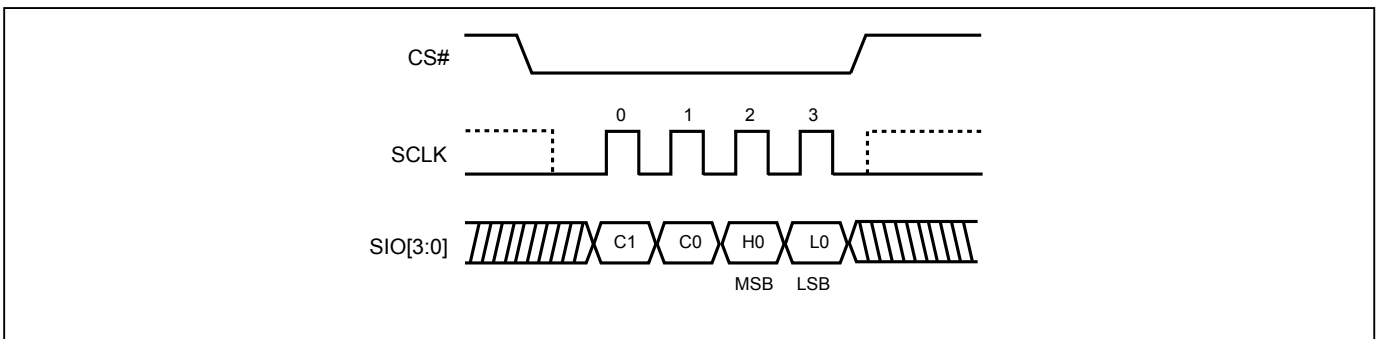 CS#
0 1 2 3
SCLK
SIO[3:0] C1 C0 H0 L0
MSB LSB